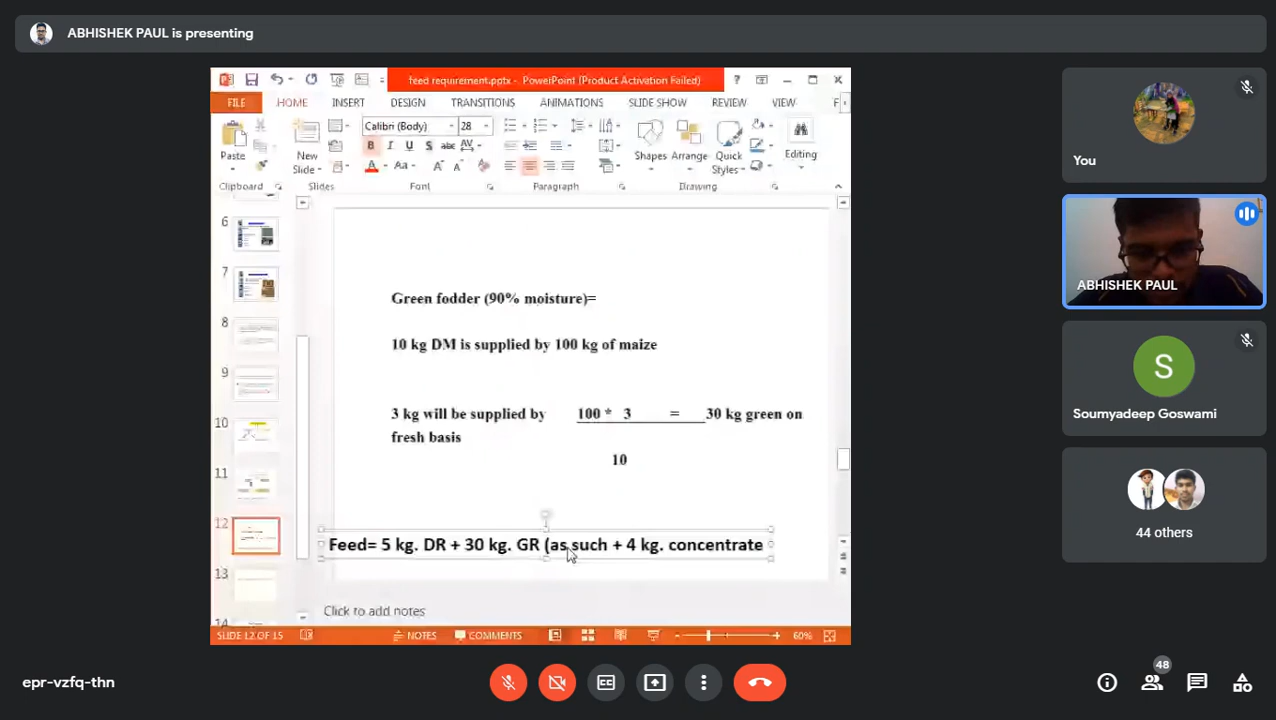 ABHISHEK PAUL is presenting
feed requirement.pptx - PowerPoint (Product Activation Failed)
FILE HOME INSERT DESIGN TRANSITIONS ANIMATIONS SLIDE SHOW REVIEW VIEW F
Calibri (Body) 28
Paste New Slide Shapes Arrange Quick Styles Editing
Clipboard Slides Font Paragraph Drawing
6
7
8
9
10
11
12
13
14
Green fodder (90% moisture)=
10 kg DM is supplied by 100 kg of maize
3 kg will be supplied by 100 * 3 = 30 kg green on
fresh basis
10
Feed= 5 kg. DR + 30 kg. GR (as such + 4 kg. concentrate
Click to add notes
SLIDE 12 OF 15 NOTES COMMENTS 60%
You
ABHISHEK PAUL
S
Soumyadeep Goswami
44 others
epr-vzfq-thn
48